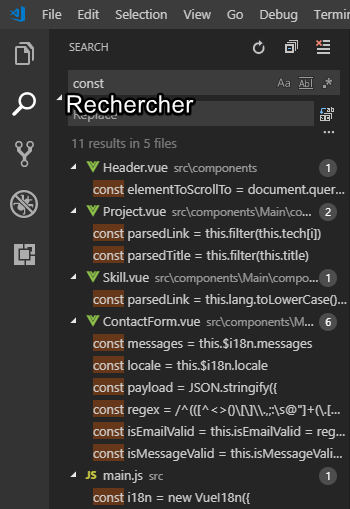 File Edit Selection View Go Debug Termin
SEARCH
const
Aa Abl .*
Rechercher
Replace
...
11 results in 5 files
Header.vue src\components 1
const elementToScrollTo = document.quer...
Project.vue src\components\Main\co... 2
const parsedLink = this.filter(this.tech[i])
const parsedTitle = this.filter(this.title)
Skill.vue src\components\Main\compo... 1
const parsedLink = this.lang.toLowerCase()...
ContactForm.vue src\components\M... 6
const messages = this.$i18n.messages
const locale = this.$i18n.locale
const payload = JSON.stringify({
const regex = /^(([^<>()\[\]\\.,;:\s@"]+(\.[...
const isEmailValid = this.isEmailValid = reg...
const isMessageValid = this.isMessageVali...
JS main.js src 1
const i18n = new VueI18n({